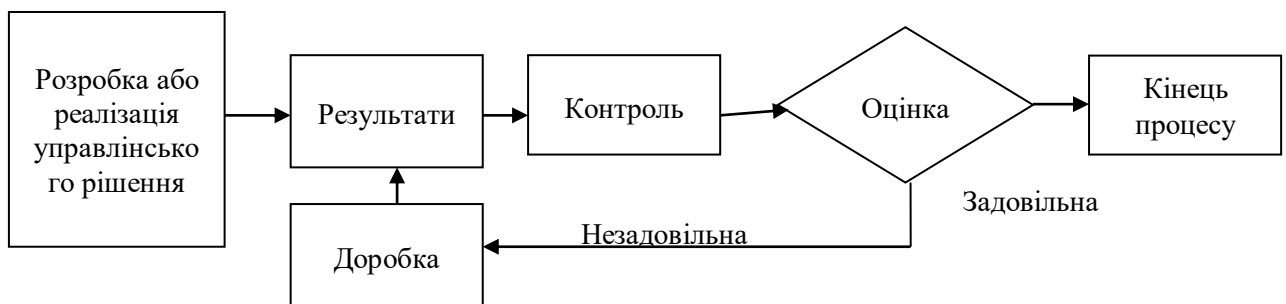 Розробка або
реалізація
управлінсько
го рішення
Результати
Контроль
Оцінка
Кінець
процесу
Задовільна
Незадовільна
Доробка